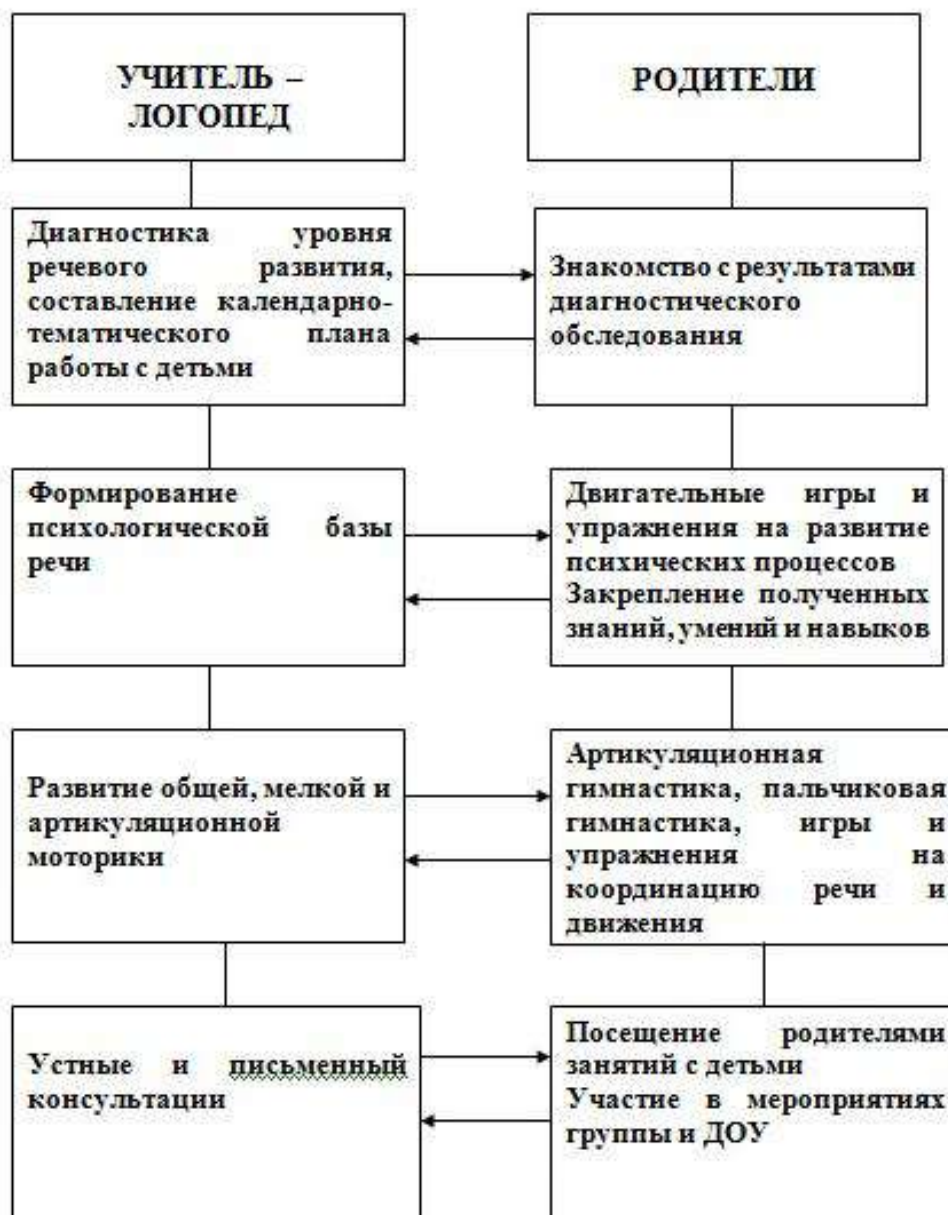 УЧИТЕЛЬ –
ЛОГОПЕД
РОДИТЕЛИ
Диагностика уровня
речевого развития,
составление календарно-
тематического плана
работы с детьми
Знакомство с результатами
диагностического
обследования
Формирование
психологической базы
речи
Двигательные игры и
упражнения на развитие
психических процессов
Закрепление полученных
знаний, умений и навыков
Развитие общей, мелкой и
артикуляционной
моторики
Артикуляционная
гимнастика, пальчиковая
гимнастика, игры и
упражнения на
координацию речи и
движения
Устные и письменный
консультации
Посещение родителями
занятий с детьми
Участие в мероприятиях
группы и ДОУ